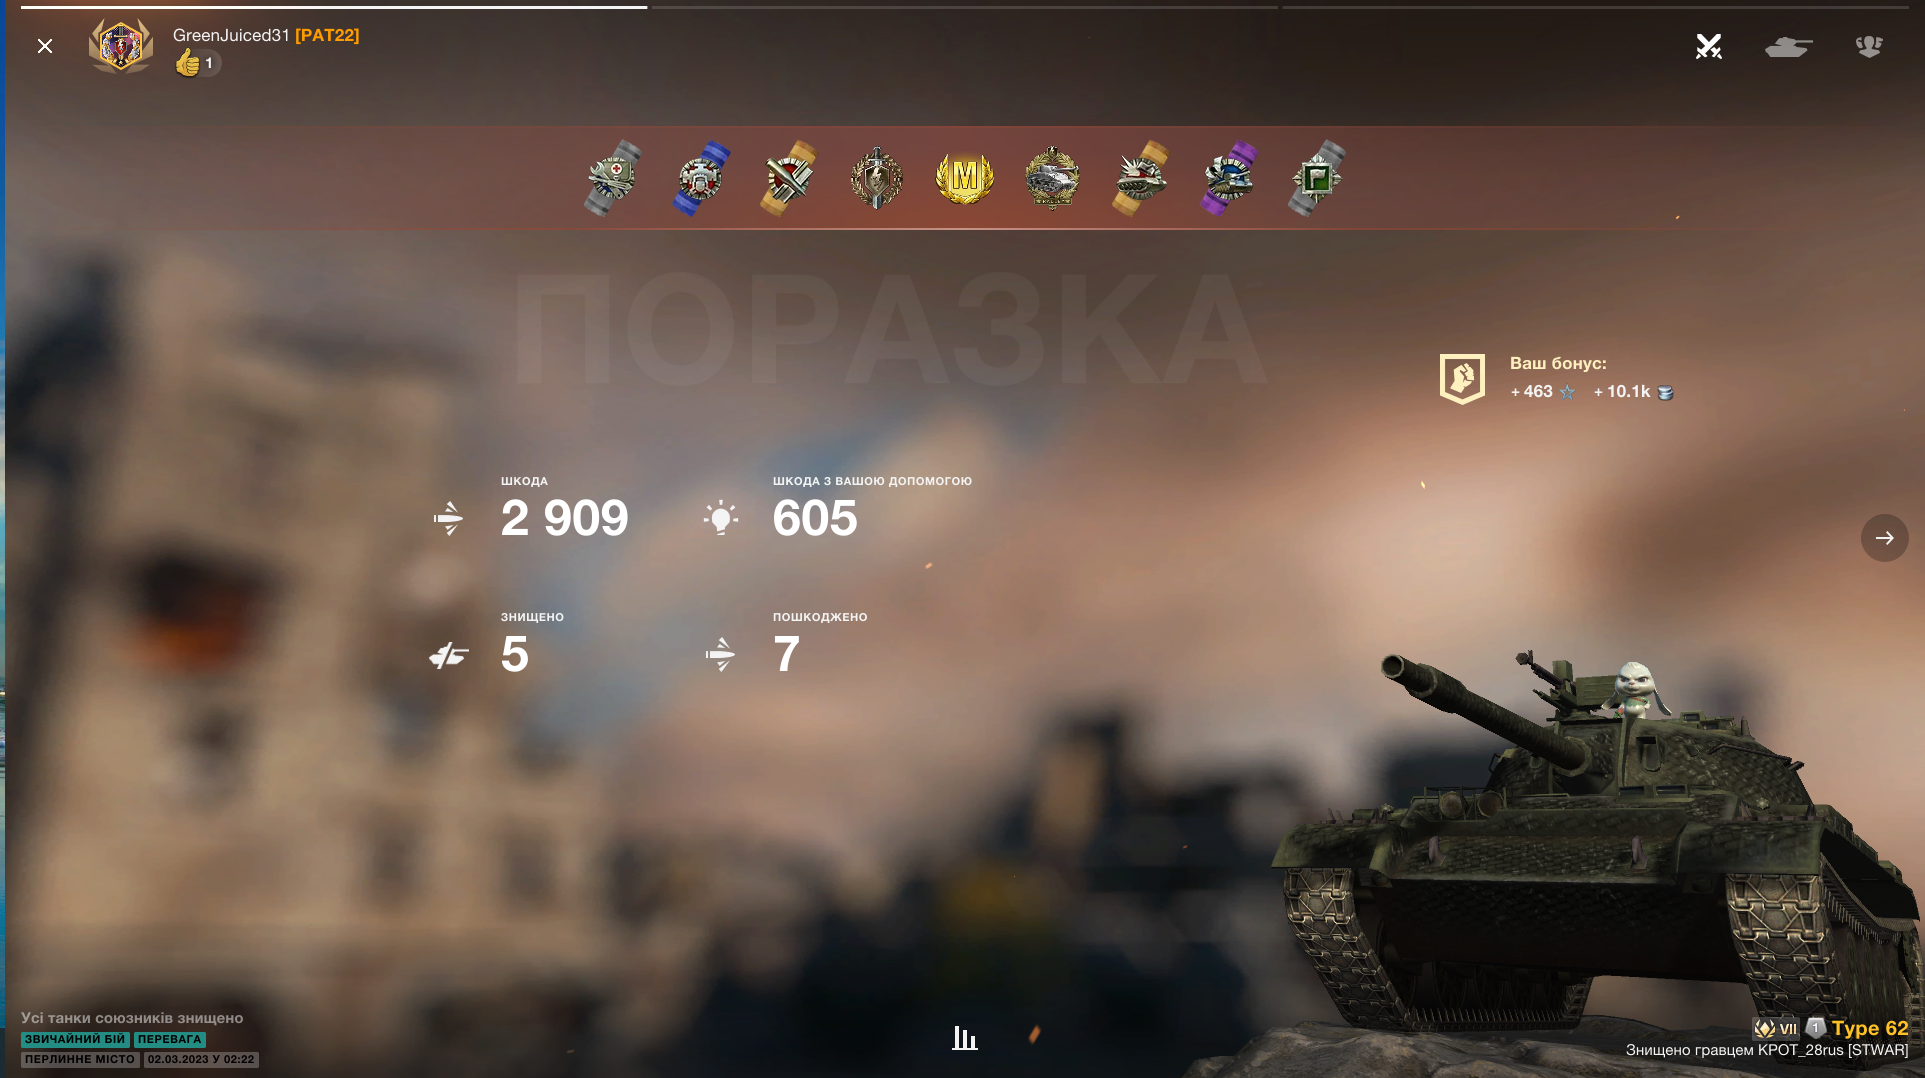 GreenJuiced31 [PAT22]
1
M
ПОРАЗКА
Ваш бонус:
+ 463 + 10.1k
ШКОДА
2 909
ШКОДА З ВАШОЮ ДОПОМОГОЮ
605
ЗНИЩЕНО
5
ПОШКОДЖЕНО
7
Усі танки союзників знищено
ЗВИЧАЙНИЙ БІЙ ПЕРЕВАГА
ПЕРЛИННЕ МІСТО 02.03.2023 У 02:22
VII 1 Type 62
Знищено гравцем KPOT_28rus [STWAR]